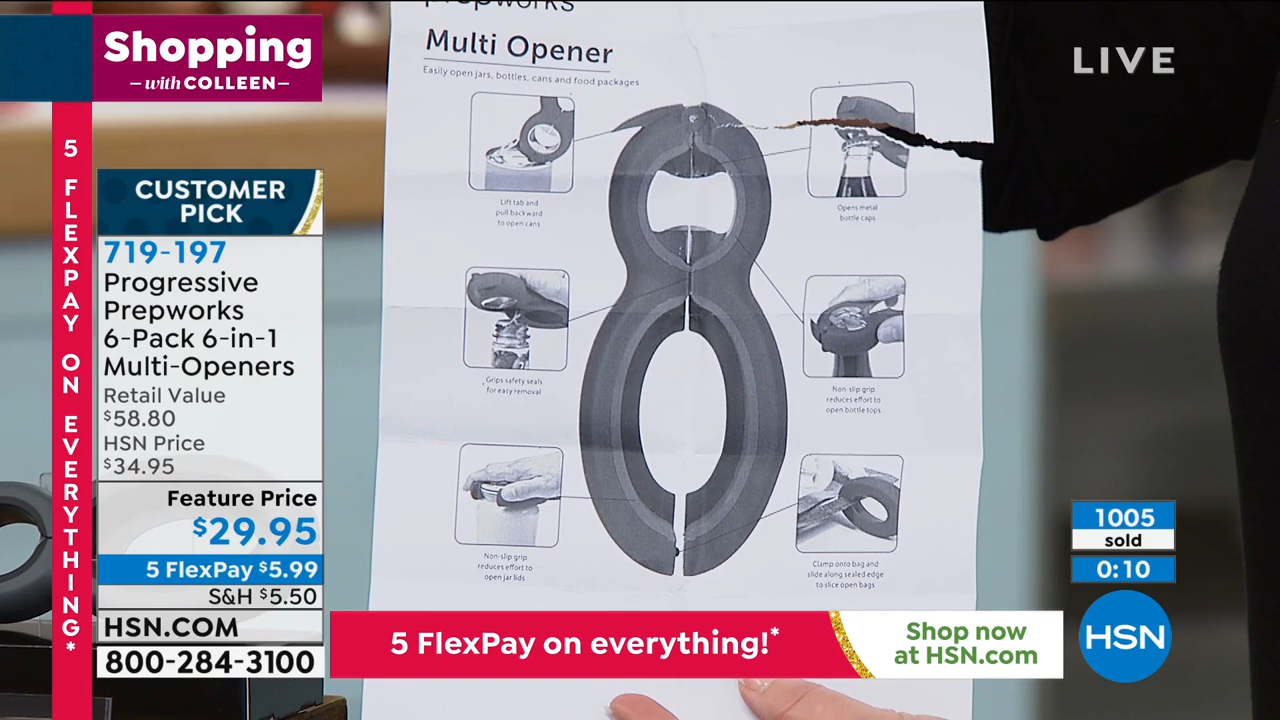 Shopping
with COLLEEN
5 FLEXPAY ON EVERYTHING!*
CUSTOMER
PICK
719-197
Progressive
Prepworks
6-Pack 6-in-1
Multi-Openers
Retail Value
$58.80
HSN Price
$34.95
Feature Price
$29.95
5 FlexPay $5.99
S&H $5.50
HSN.COM
800-284-3100
prepworks
Multi Opener
Easily open jars, bottles, cans and food packages
Lift tab and
pull backward
to open cans
Opens metal
bottle caps
Grips safety seals
for easy removal
Non-slip grip
reduces effort to
open bottle tops
Non-slip grip
reduces effort to
open jar lids
Clamp onto bag and
slide along sealed edge
to slice open bags
LIVE
1005
sold
0:10
HSN
5 FlexPay on everything!*
Shop now
at HSN.com